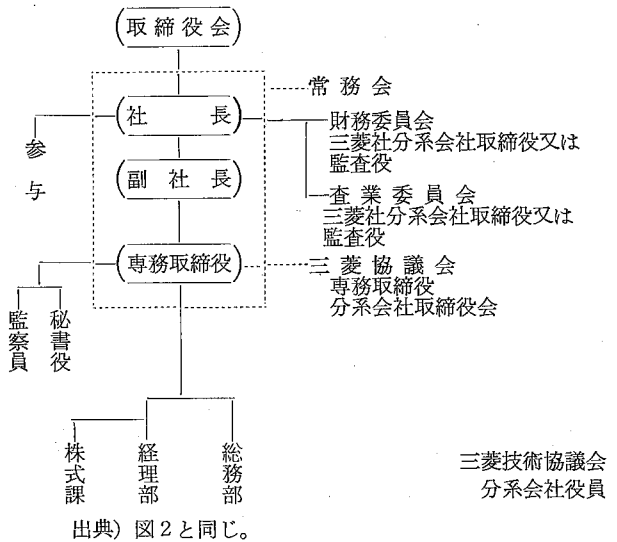 (取締役会)
常務会
(社長)
財務委員会
三菱社分系会社取締役又は
監査役
参与
(副社長)
査業委員会
三菱社分系会社取締役又は
監査役
(専務取締役)
三菱協議会
専務取締役
分系会社取締役会
監察員
秘書役
株式課
経理部
総務部
三菱技術協議会
分系会社役員
出典) 図2と同じ。